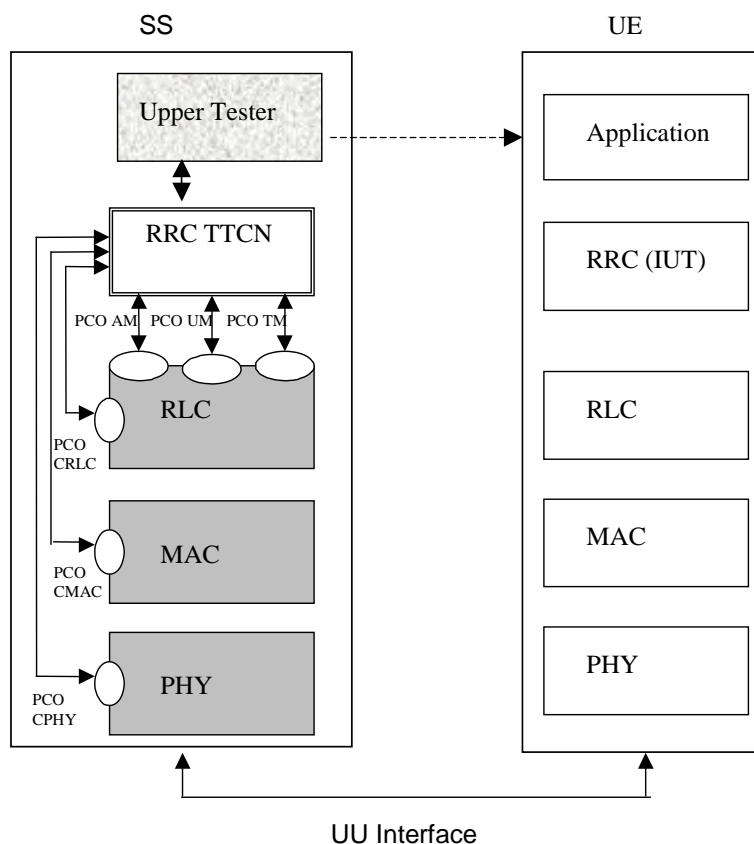 SS
UE
Upper Tester
Application
RRC TTCN
RRC (IUT)
PCO AM
PCO UM
PCO TM
RLC
RLC
PCO
CRLC
MAC
MAC
PCO
CMAC
PHY
PHY
PCO
CPHY
UU Interface